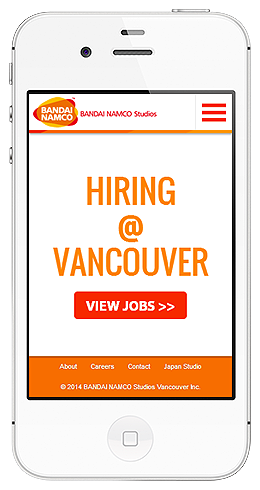 BANDAI
NAMCO
BANDAI NAMCO Studios
HIRING
@
VANCOUVER
VIEW JOBS >>
About Careers Contact Japan Studio
© 2014 BANDAI NAMCO Studios Vancouver Inc.